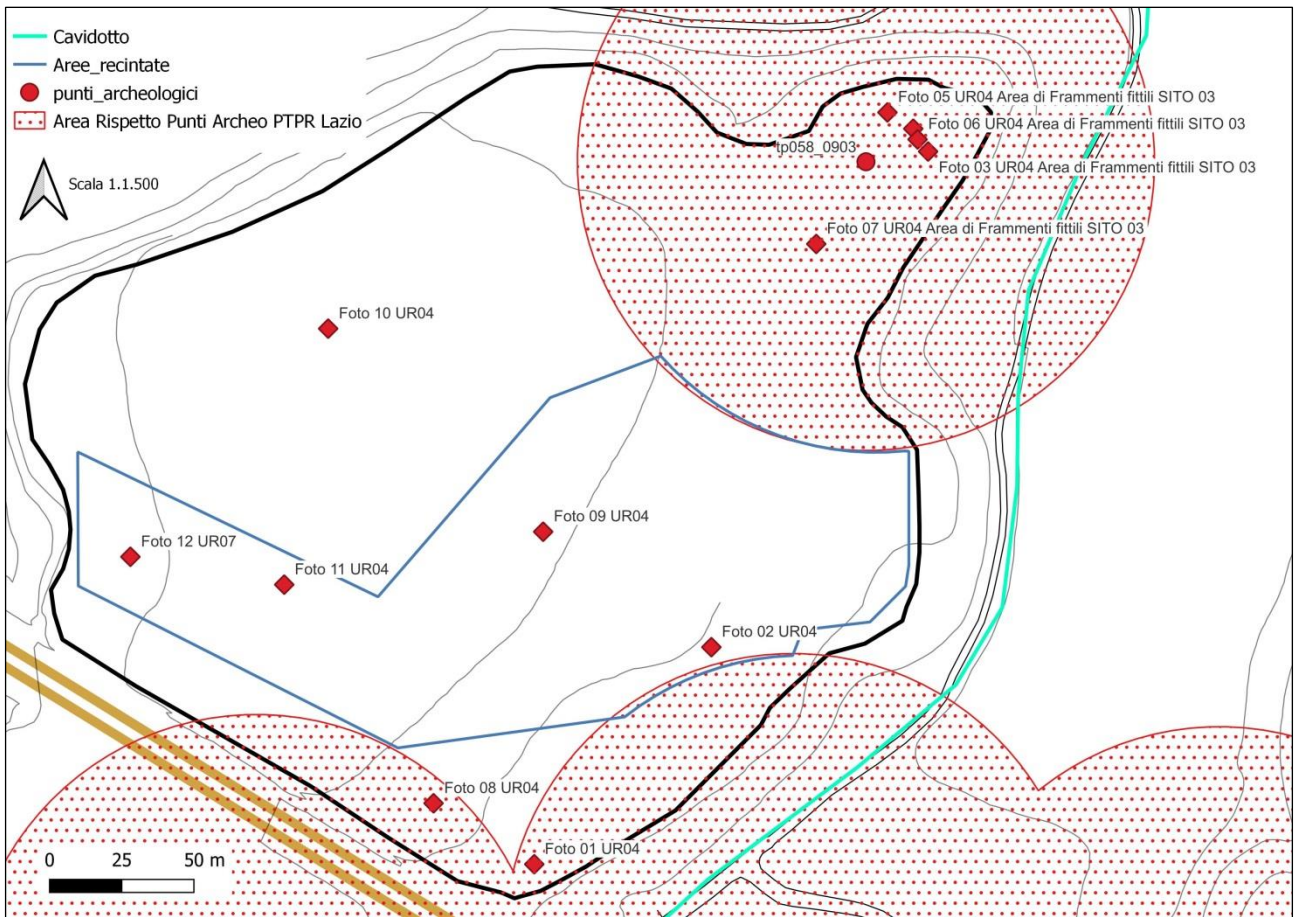 Cavidotto
Aree_recintate
punti_archeologici
Area Rispetto Punti Archeo PTPR Lazio
Scala 1.1.500
Foto 05 UR04 Area di Frammenti fittili SITO 03
Foto 06 UR04 Area di Frammenti fittili SITO 03
tp058_0903
Foto 03 UR04 Area di Frammenti fittili SITO 03
Foto 07 UR04 Area di Frammenti fittili SITO 03
Foto 10 UR04
Foto 09 UR04
Foto 12 UR07
Foto 11 UR04
Foto 02 UR04
Foto 08 UR04
Foto 01 UR04
0 25 50 m